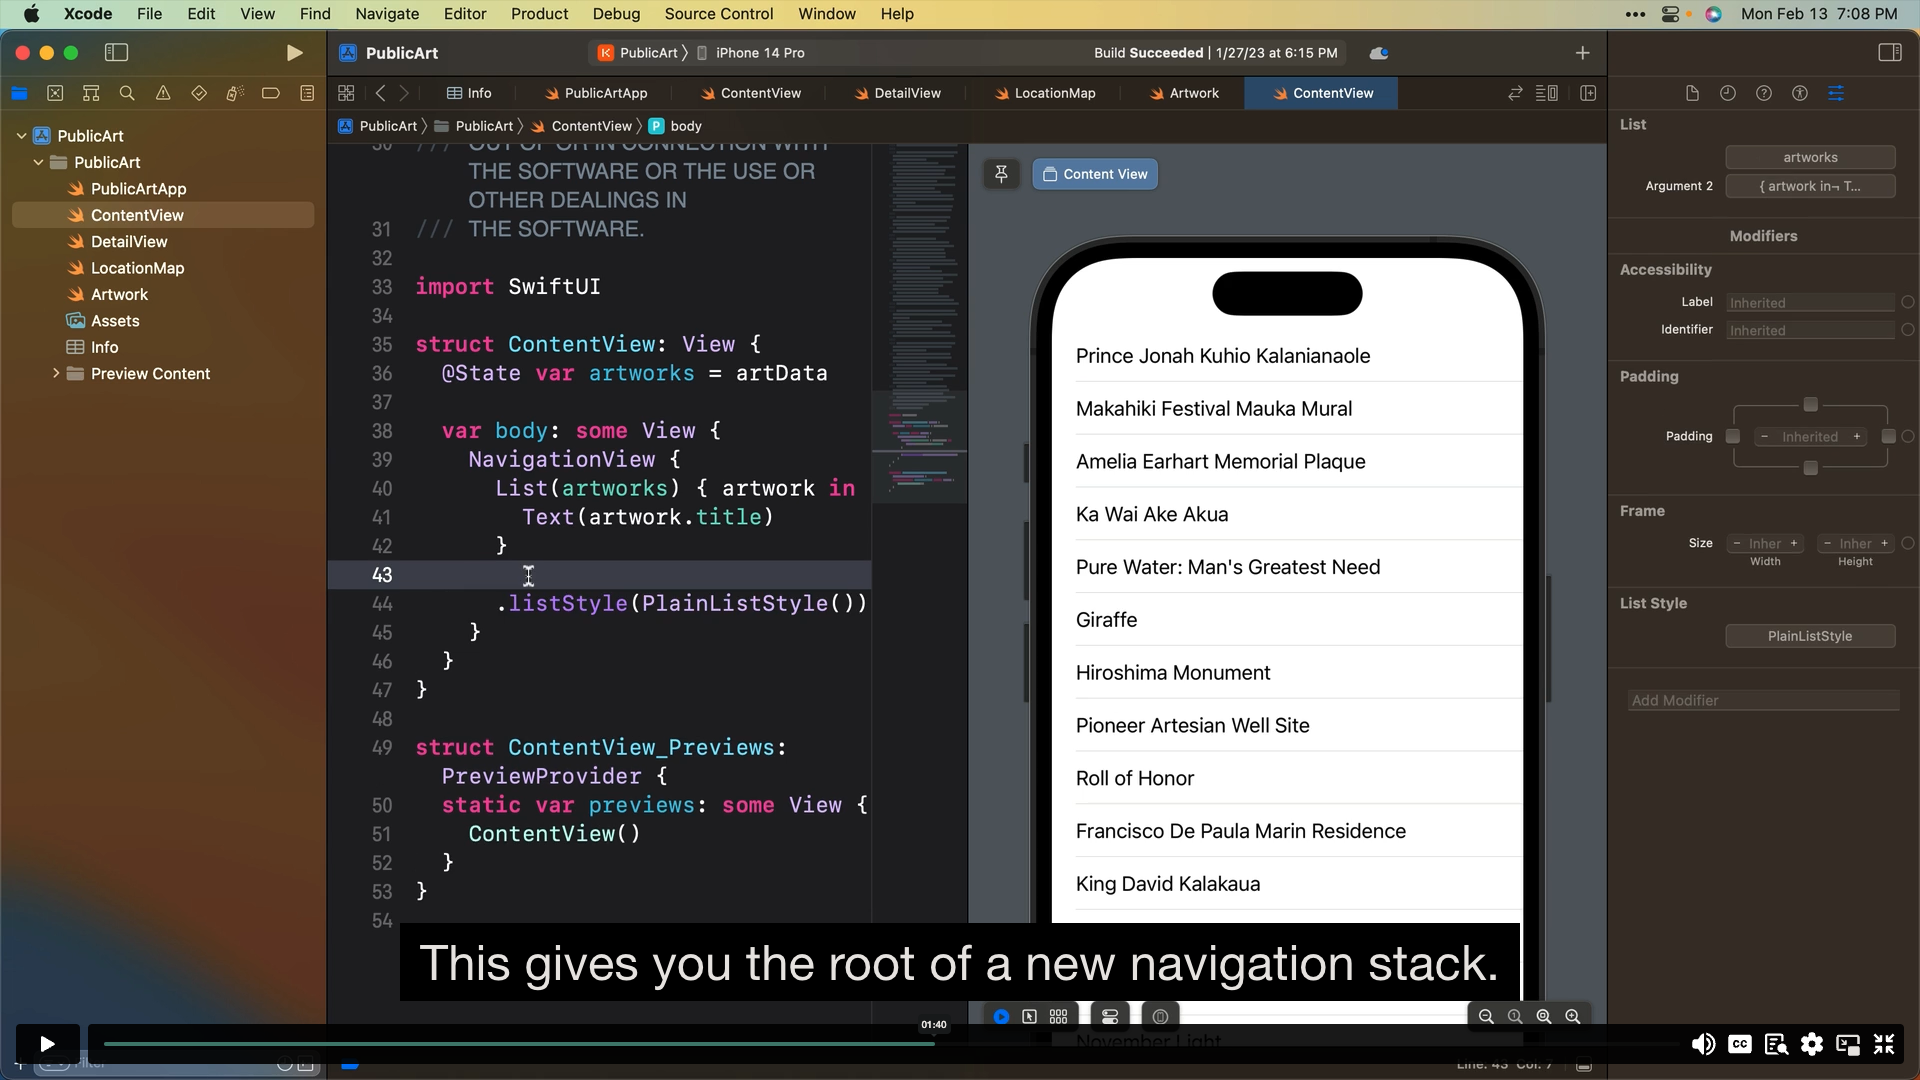 Xcode File Edit View Find Navigate Editor Product Debug Source Control Window Help
Mon Feb 13 7:08 PM
PublicArt
PublicArt
iPhone 14 Pro
Build Succeeded | 1/27/23 at 6:15 PM
Info
PublicArtApp
ContentView
DetailView
LocationMap
Artwork
ContentView
PublicArt
PublicArt
ContentView
P body
PublicArt
PublicArt
PublicArtApp
ContentView
DetailView
LocationMap
Artwork
Assets
Info
Preview Content
30 /// OUT OF OR IN CONNECTION WITH
THE SOFTWARE OR THE USE OR
OTHER DEALINGS IN
31 /// THE SOFTWARE.
32
33 import SwiftUI
34
35 struct ContentView: View {
36 @State var artworks = artData
37
38 var body: some View {
39 NavigationView {
40 List(artworks) { artwork in
41 Text(artwork.title)
42 }
43
44 .listStyle(PlainListStyle())
45 }
46 }
47 }
48
49 struct ContentView_Previews:
PreviewProvider {
50 static var previews: some View {
51 ContentView()
52 }
53 }
54
Content View
Prince Jonah Kuhio Kalanianaole
Makahiki Festival Mauka Mural
Amelia Earhart Memorial Plaque
Ka Wai Ake Akua
Pure Water: Man's Greatest Need
Giraffe
Hiroshima Monument
Pioneer Artesian Well Site
Roll of Honor
Francisco De Paula Marin Residence
King David Kalakaua
November Light
List
artworks
Argument 2 { artwork in¬ T...
Modifiers
Accessibility
Label Inherited
Identifier Inherited
Padding
Padding − Inherited +
Frame
Size − Inher + − Inher +
Width Height
List Style
PlainListStyle
Add Modifier
This gives you the root of a new navigation stack.
01:40
CC
Filter
Line: 43 Col: 7